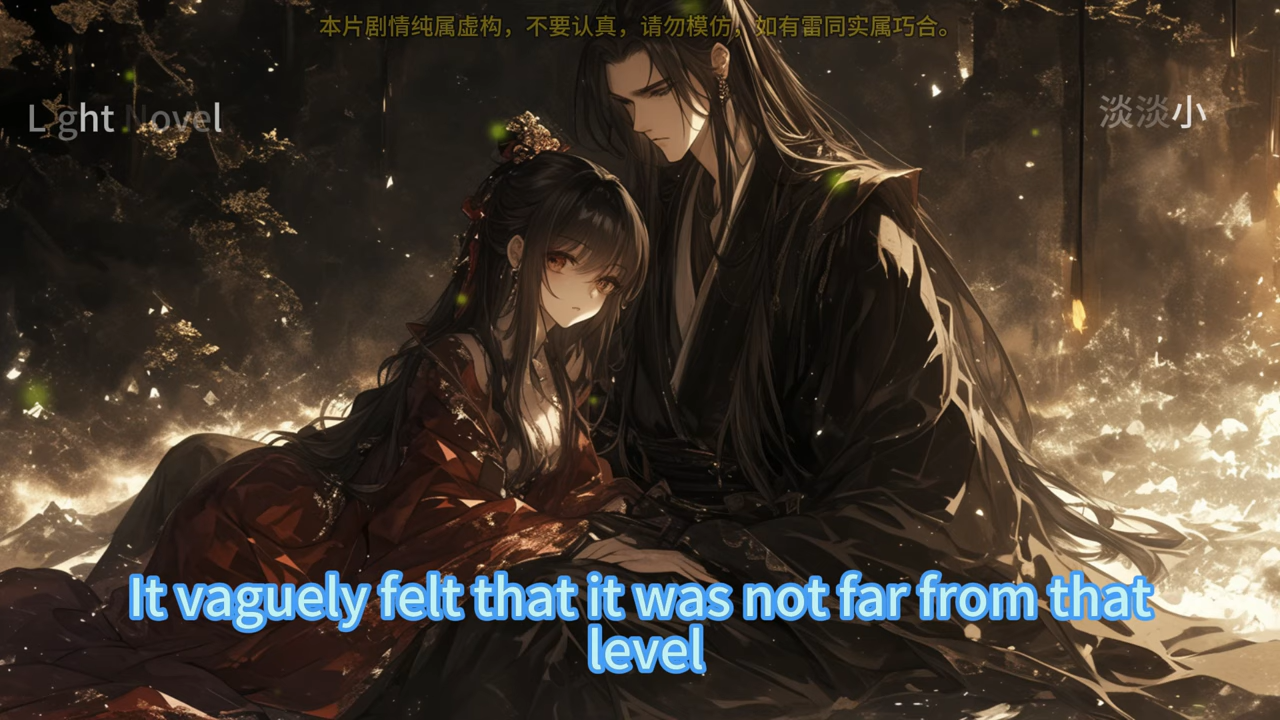 本片剧情纯属虚构，不要认真，请勿模仿，如有雷同实属巧合。
Light Novel
淡淡小
It vaguely felt that it was not far from that
level